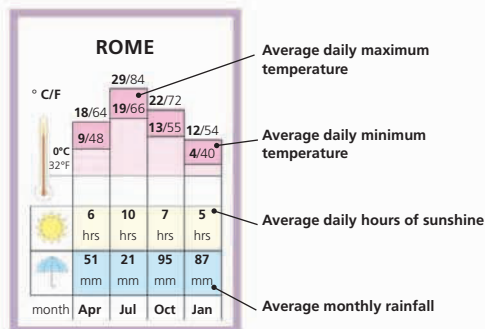 ROME
Average daily maximum
temperature
29/84
° C/F
18/64
19/66
22/72
9/48
13/55
12/54
Average daily minimum
temperature
0°C
32°F
4/40
6 10 7 5
hrs hrs hrs hrs
Average daily hours of sunshine
51 21 95 87
mm mm mm mm
Average monthly rainfall
month Apr Jul Oct Jan